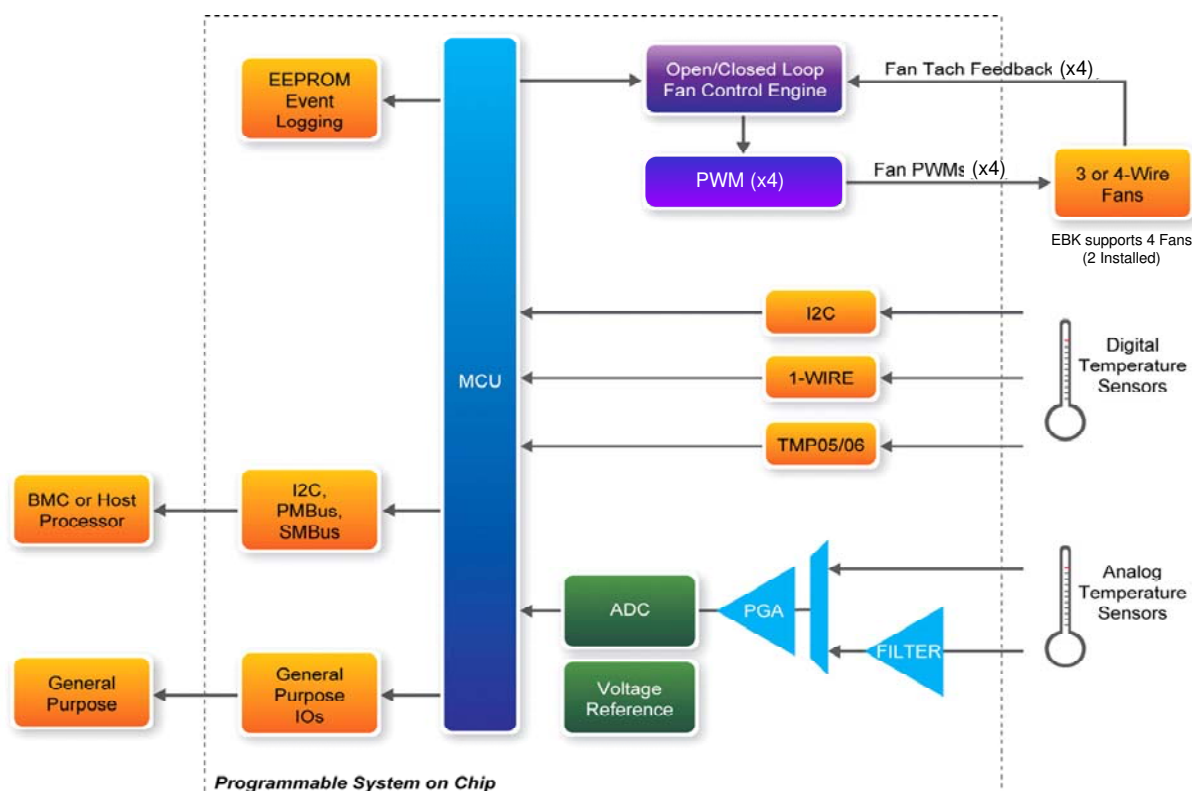 EEPROM
Event
Logging
Open/Closed Loop
Fan Control Engine
Fan Tach Feedback (x4)
PWM (x4)
Fan PWMs (x4)
3 or 4-Wire
Fans
EBK supports 4 Fans
(2 Installed)
MCU
I2C
1-WIRE
TMP05/06
Digital
Temperature
Sensors
BMC or Host
Processor
I2C,
PMBus,
SMBus
ADC
PGA
FILTER
Analog
Temperature
Sensors
Voltage
Reference
General
Purpose
General
Purpose
IOs
Programmable System on Chip